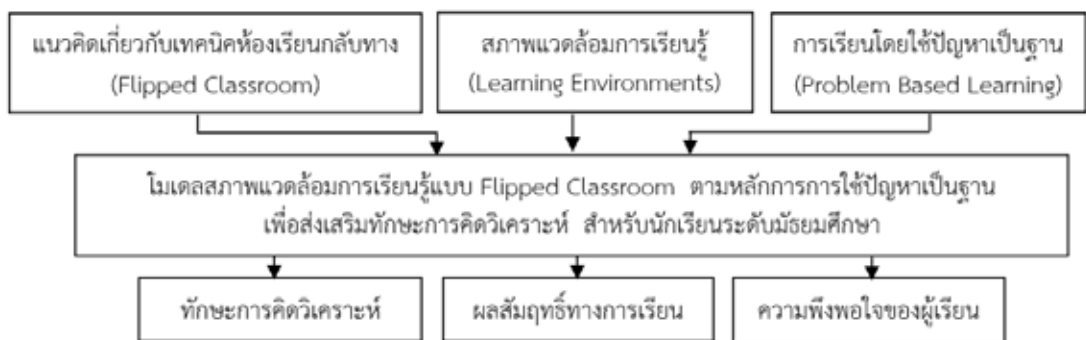 แนวคิดเกี่ยวกับเทคนิคห้องเรียนกลับทาง
(Flipped Classroom)
สภาพแวดล้อมการเรียนรู้
(Learning Environments)
การเรียนโดยใช้ปัญหาเป็นฐาน
(Problem Based Learning)
โมเดลสภาพแวดล้อมการเรียนรู้แบบ Flipped Classroom ตามหลักการการใช้ปัญหาเป็นฐาน
เพื่อส่งเสริมทักษะการคิดวิเคราะห์ สำหรับนักเรียนระดับมัธยมศึกษา
ทักษะการคิดวิเคราะห์
ผลสัมฤทธิ์ทางการเรียน
ความพึงพอใจของผู้เรียน